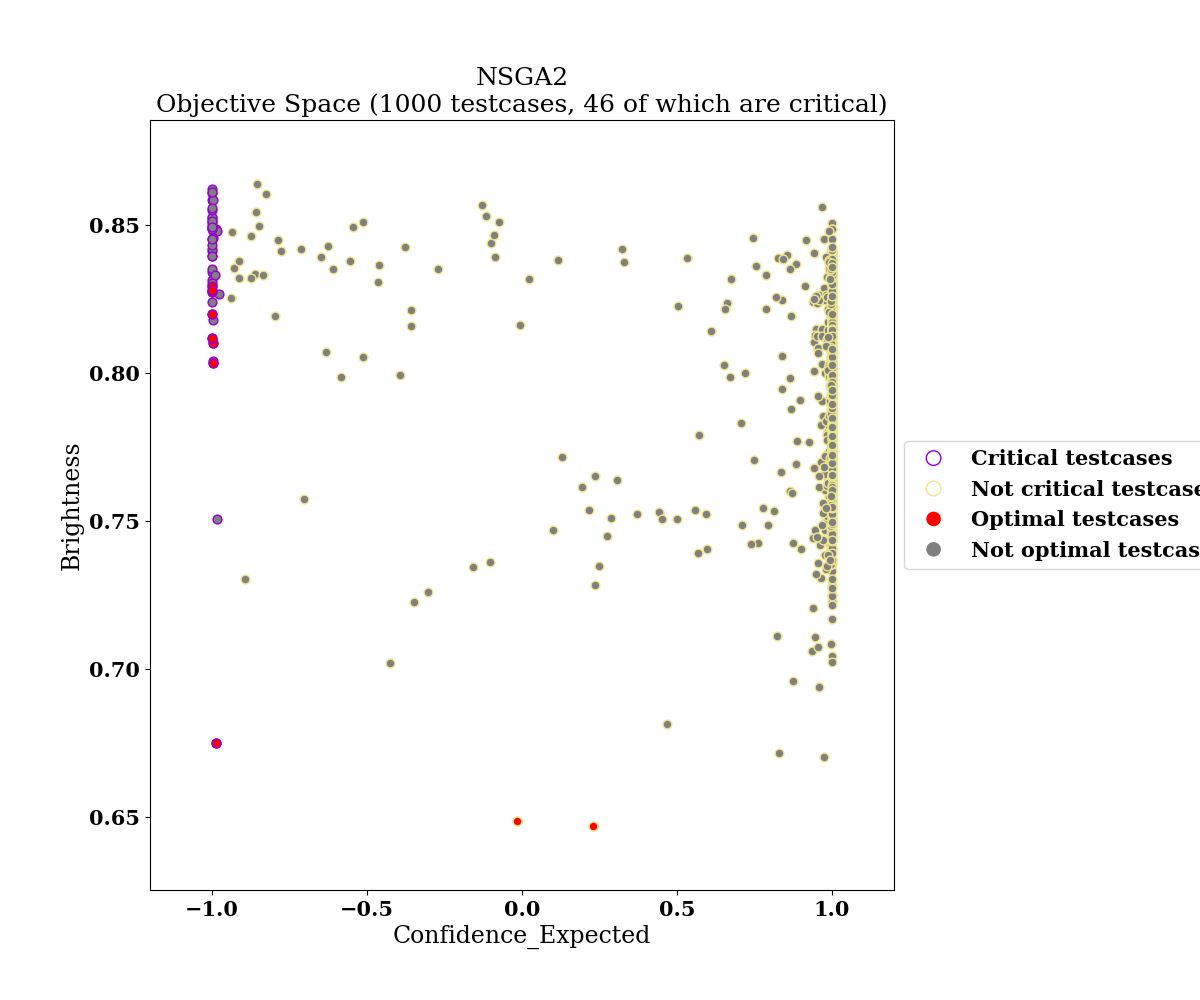 NSGA2
Objective Space (1000 testcases, 46 of which are critical)
0.85
0.80
0.75
0.70
0.65
Brightness
−1.0
−0.5
0.0
0.5
1.0
Confidence_Expected
Critical testcases
Not critical testcase
Optimal testcases
Not optimal testcas